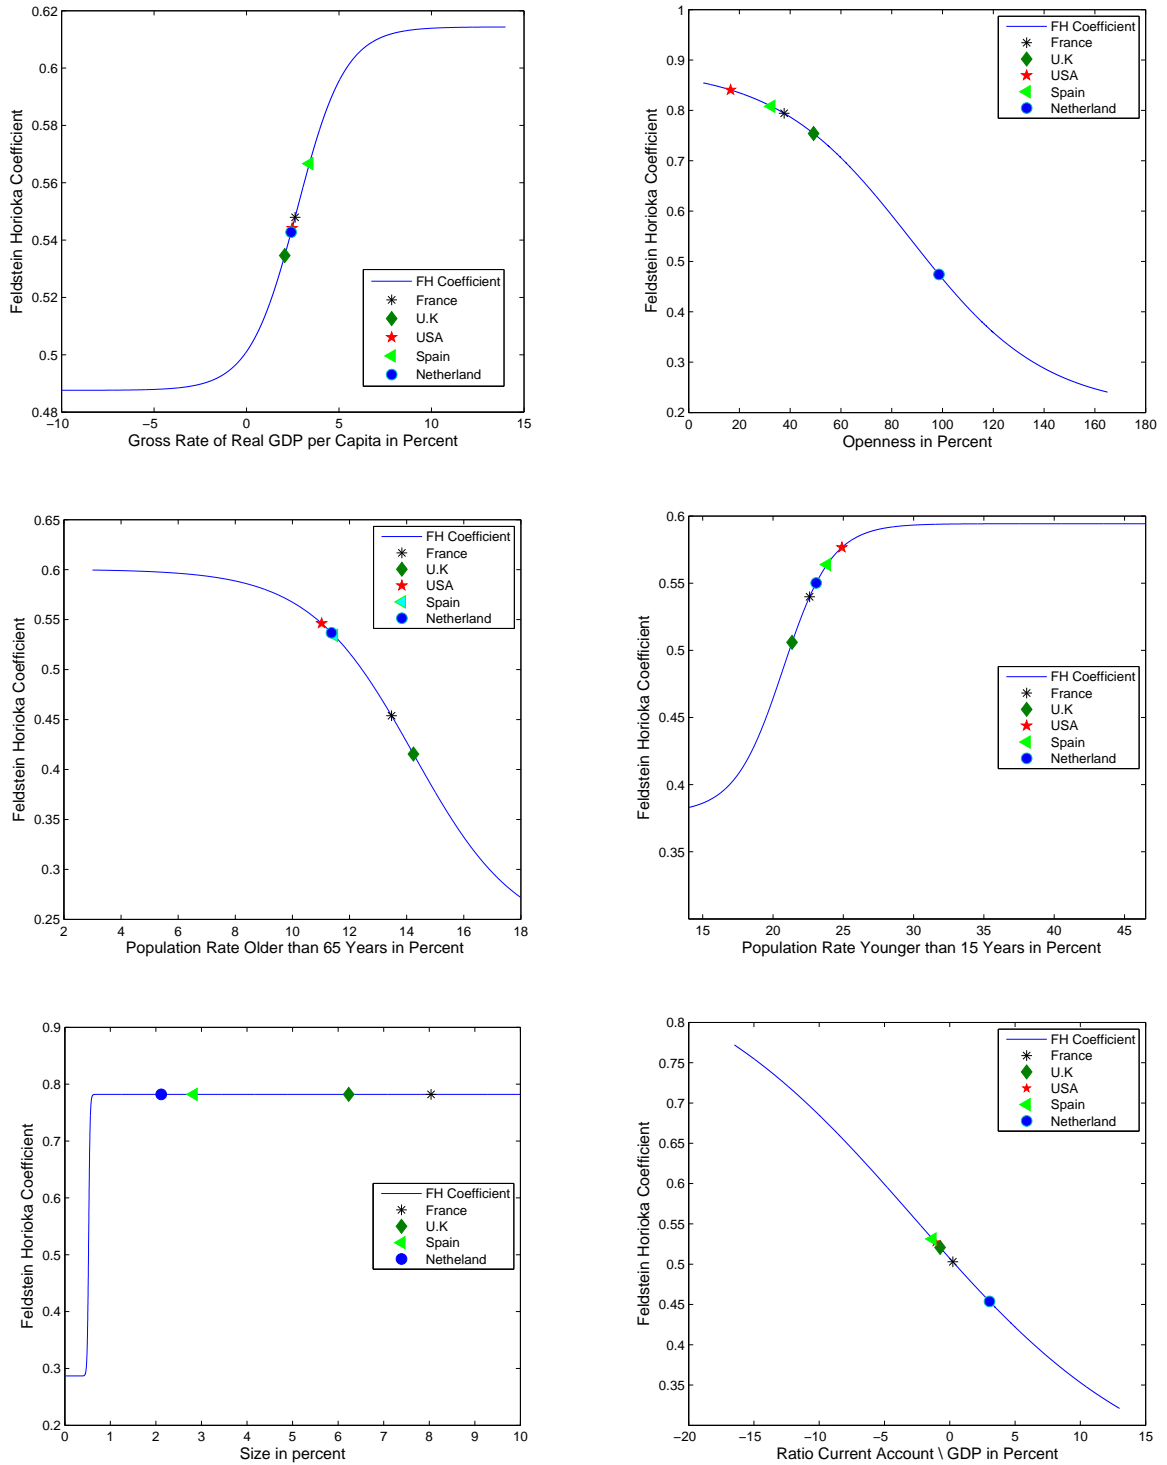 0.62
0.6
0.58
0.56
0.54
0.52
0.5
0.48
−10
−5
0
5
10
15
Feldstein Horioka Coefficient
Gross Rate of Real GDP per Capita in Percent
FH Coefficient
France
U.K
USA
Spain
Netherland
1
0.9
0.8
0.7
0.6
0.5
0.4
0.3
0.2
0
20
40
60
80
100
120
140
160
180
Feldstein Horioka Coefficient
Openness in Percent
FH Coefficient
France
U.K
USA
Spain
Netherland
0.65
0.6
0.55
0.5
0.45
0.4
0.35
0.3
0.25
2
4
6
8
10
12
14
16
18
Feldstein Horioka Coefficient
Population Rate Older than 65 Years in Percent
FH Coefficient
France
U.K
USA
Spain
Netherland
0.6
0.55
0.5
0.45
0.4
0.35
15
20
25
30
35
40
45
Feldstein Horioka Coefficient
Population Rate Younger than 15 Years in Percent
FH Coefficient
France
U.K
USA
Spain
Netherland
0.9
0.8
0.7
0.6
0.5
0.4
0.3
0.2
0
1
2
3
4
5
6
7
8
9
10
Feldstein Horioka Coefficient
Size in percent
FH Coefficient
France
U.K
Spain
Netheland
0.8
0.75
0.7
0.65
0.6
0.55
0.5
0.45
0.4
0.35
−20
−15
−10
−5
0
5
10
15
Feldstein Horioka Coefficient
Ratio Current Account \ GDP in Percent
FH Coefficient
France
U.K
USA
Spain
Netherland